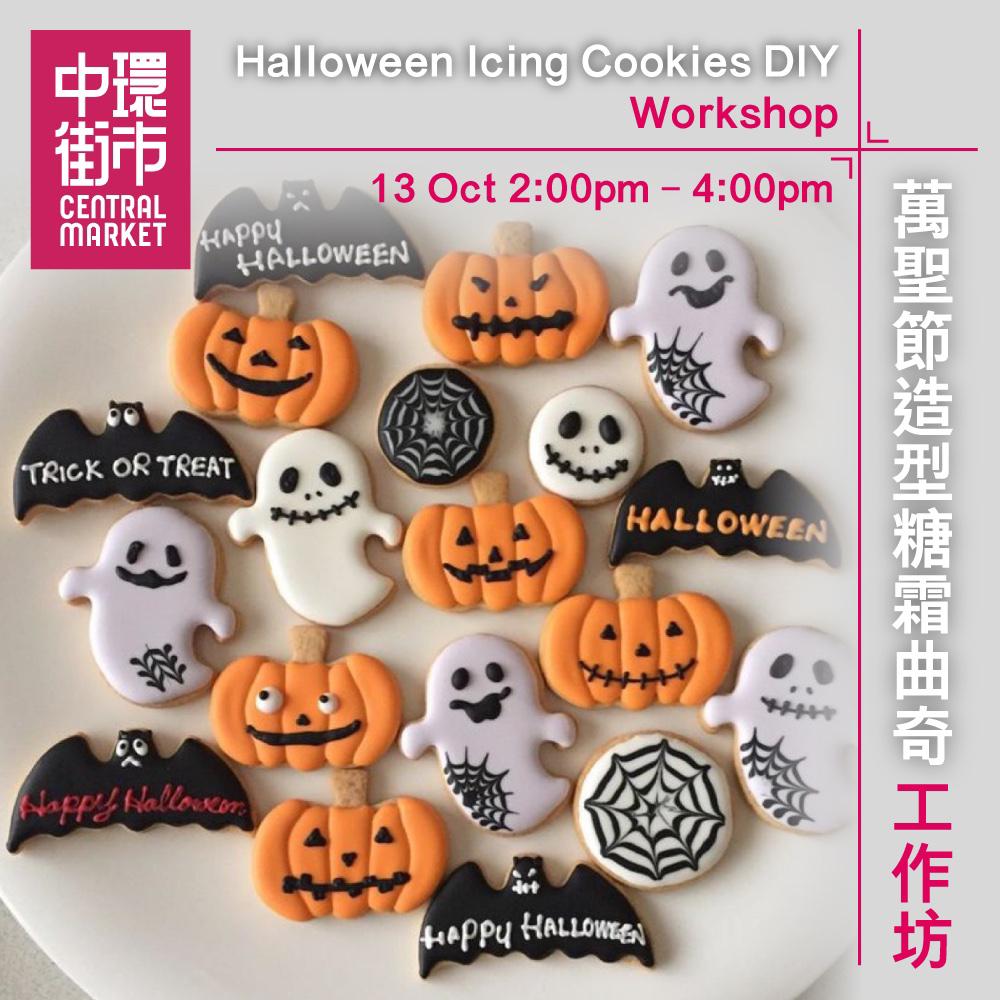 中環
街市
CENTRAL
MARKET
Halloween Icing Cookies DIY
Workshop
13 Oct 2:00pm – 4:00pm
萬聖節造型糖霜曲奇工作坊
HAPPY
HALLOWEEN
TRICK OR TREAT
HALLOWEEN
Happy Halloween
HAPPY HALLOWEEN